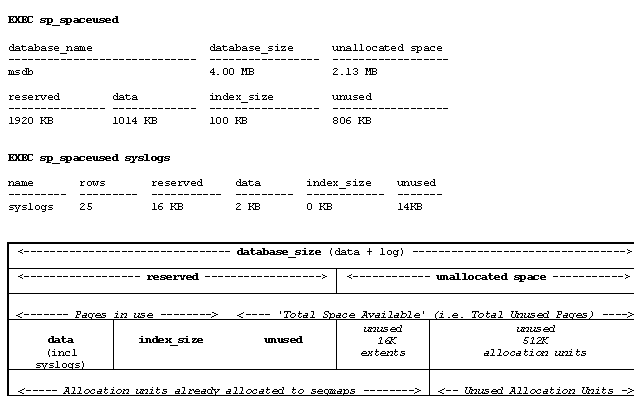 EXEC sp_spaceused
database_name database_size unallocated space
------------------------- --------------- ----------------
msdb 4.00 MB 2.13 MB
reserved data index_size unused
------------- ------------- --------------- ----------------
1920 KB 1014 KB 100 KB 806 KB
EXEC sp_spaceused syslogs
name rows reserved data index_size unused
-------- -------- ---------- -------- ----------- ------
syslogs 25 16 KB 2 KB 0 KB 14KB
<----------------------------- database_size (data + log) ------------------------------>
<----------------- reserved -----------------> <----------- unallocated space ----------->
<------- Pages in use --------> <---- 'Total Space Available' (i.e. Total Unused Pages) ---->
data (incl syslogs) index_size unused unused 16K extents unused 512K allocation units
<----- Allocation units already allocated to segmaps --------> <-- Unused Allocation Units ->